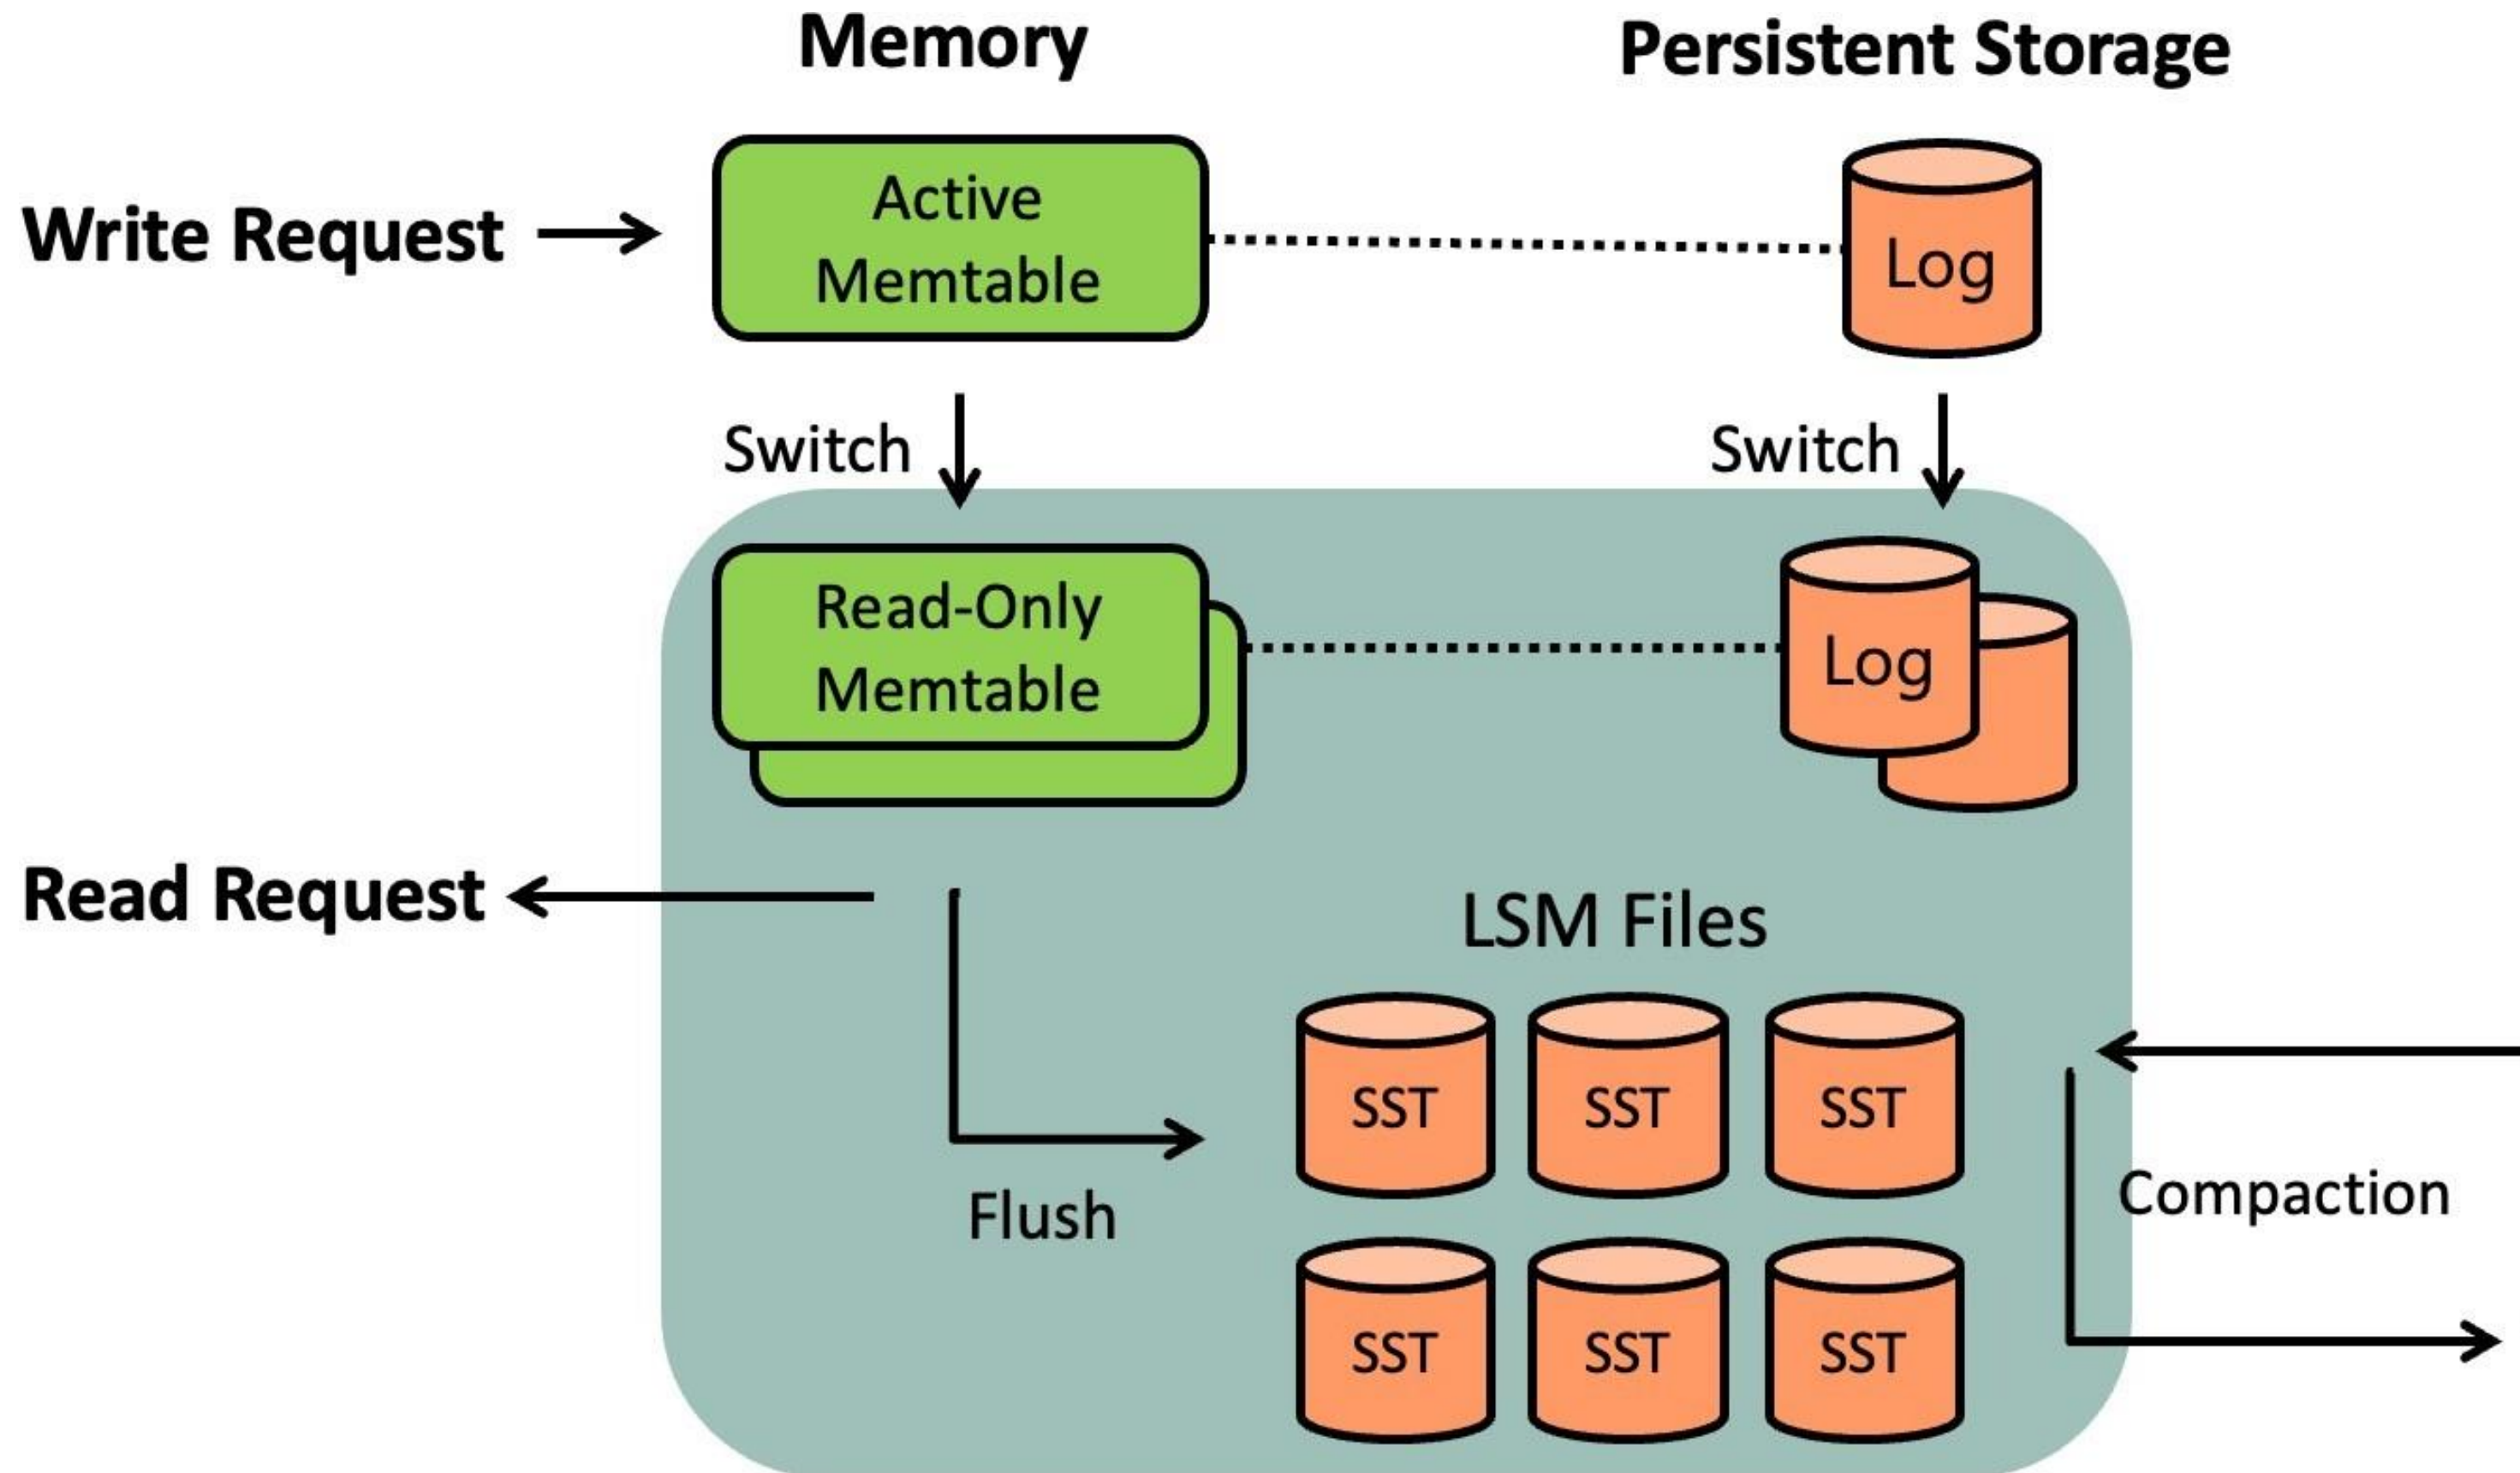 Memory
Persistent Storage
Write Request
Active
Memtable
Log
Switch
Switch
Read-Only
Memtable
Log
Read Request
LSM Files
SST
SST
SST
Flush
Compaction
SST
SST
SST